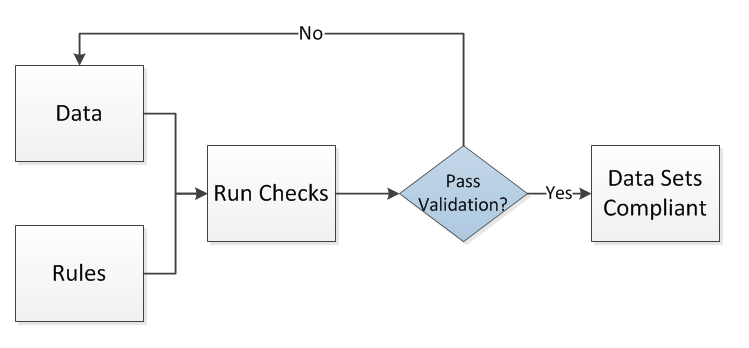 No
Data
Run Checks
Pass
Validation?
Yes
Data Sets
Compliant
Rules